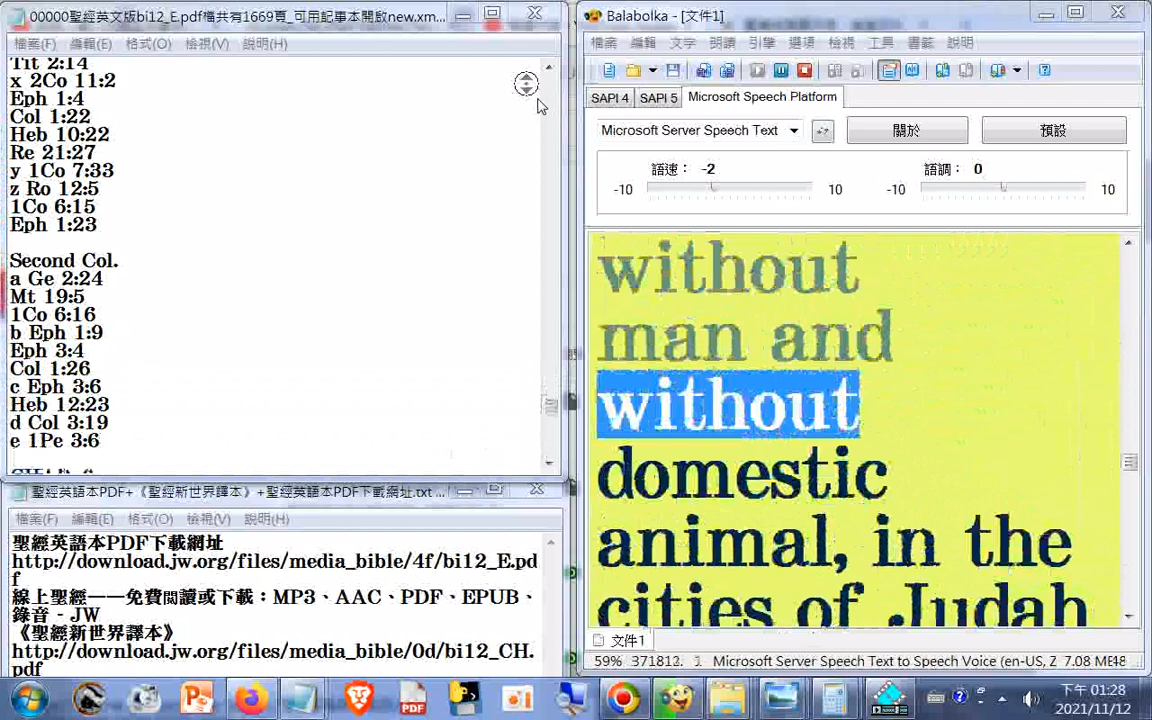 00000聖經英文版bi12_E.pdf檔共有1669頁_可用記事本開啟new.xm...
檔案(F) 編輯(E) 格式(O) 檢視(V) 說明(H)
Tit 2:14
x 2Co 11:2
Eph 1:4
Col 1:22
Heb 10:22
Re 21:27
y 1Co 7:33
z Ro 12:5
1Co 6:15
Eph 1:23
Second Col.
a Ge 2:24
Mt 19:5
1Co 6:16
b Eph 1:9
Eph 3:4
Col 1:26
c Eph 3:6
Heb 12:23
d Col 3:19
e 1Pe 3:6
聖經英語本PDF+《聖經新世界譯本》+聖經英語本PDF下載網址.txt ...
檔案(F) 編輯(E) 格式(O) 檢視(V) 說明(H)
聖經英語本PDF下載網址
http://download.jw.org/files/media_bible/4f/bi12_E.pd
f
線上聖經——免費閱讀或下載：MP3、AAC、PDF、EPUB、
錄音 - JW
《聖經新世界譯本》
http://download.jw.org/files/media_bible/0d/bi12_CH.
pdf
Balabolka - [文件1]
檔案 編輯 文字 朗讀 引擎 選項 檢視 工具 書籤 說明
SAPI 4 SAPI 5 Microsoft Speech Platform
Microsoft Server Speech Text 關於 預設
語速： -2 語調： 0
-10 10 -10 10
without
man and
without
domestic
animal, in the
cities of Judah
文件1
59% 371812. 1 Microsoft Server Speech Text to Speech Voice (en-US, Z 7.08 MB
PDF
下午 01:28
2021/11/12